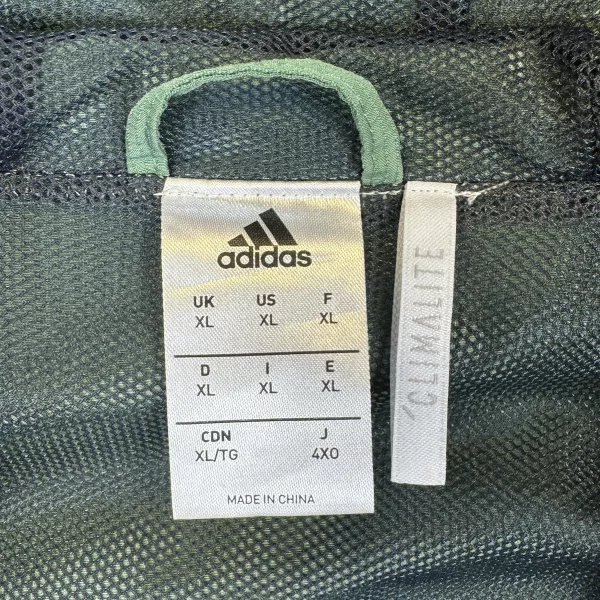 adidas
UK US F
XL XL XL
D I E
XL XL XL
CDN J
XL/TG 4XO
MADE IN CHINA
CLIMALITE